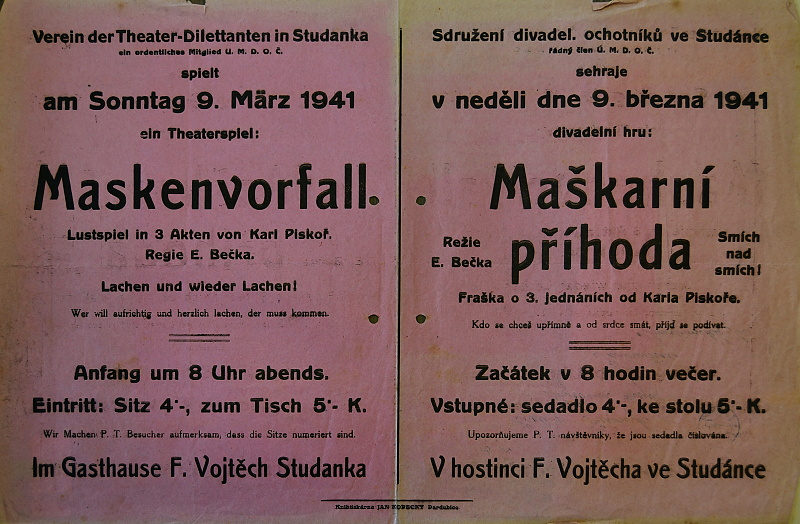 Verein der Theater-Dilettanten in Studanka
ein ordentliches Mitglied U. M. D. O. Č.
spielt
am Sonntag 9. März 1941
ein Theaterspiel:
Maskenvorfall.
Lustspiel in 3 Akten von Karl Piskoř.
Regie E. Bečka.
Lachen und wieder Lachen!
Wer will aufrichtig und herzlich lachen, der muss kommen.
Anfang um 8 Uhr abends.
Eintritt: Sitz 4·-, zum Tisch 5·- K.
Wir Machen P. T. Besucher aufmerksam, dass die Sitze numeriert sind.
Im Gasthause F. Vojtěch Studanka
Sdružení divadel. ochotníků ve Studánce
řádný člen Ú. M. D. O. Č.
sehraje
v neděli dne 9. března 1941
divadelní hru:
Maškarní
příhoda
Režie
E. Bečka
Smích
nad
smích!
Fraška o 3. jednáních od Karla Piskoře.
Kdo se chceš upřímně a od srdce smát, přijď se podívat.
Začátek v 8 hodin večer.
Vstupné: sedadlo 4·-, ke stolu 5·- K.
Upozorňujeme P. T. návštěvníky, že jsou sedadla číslována.
V hostinci F. Vojtěcha ve Studánce
Knihtiskárna JAN KOBECKÝ Pardubice.